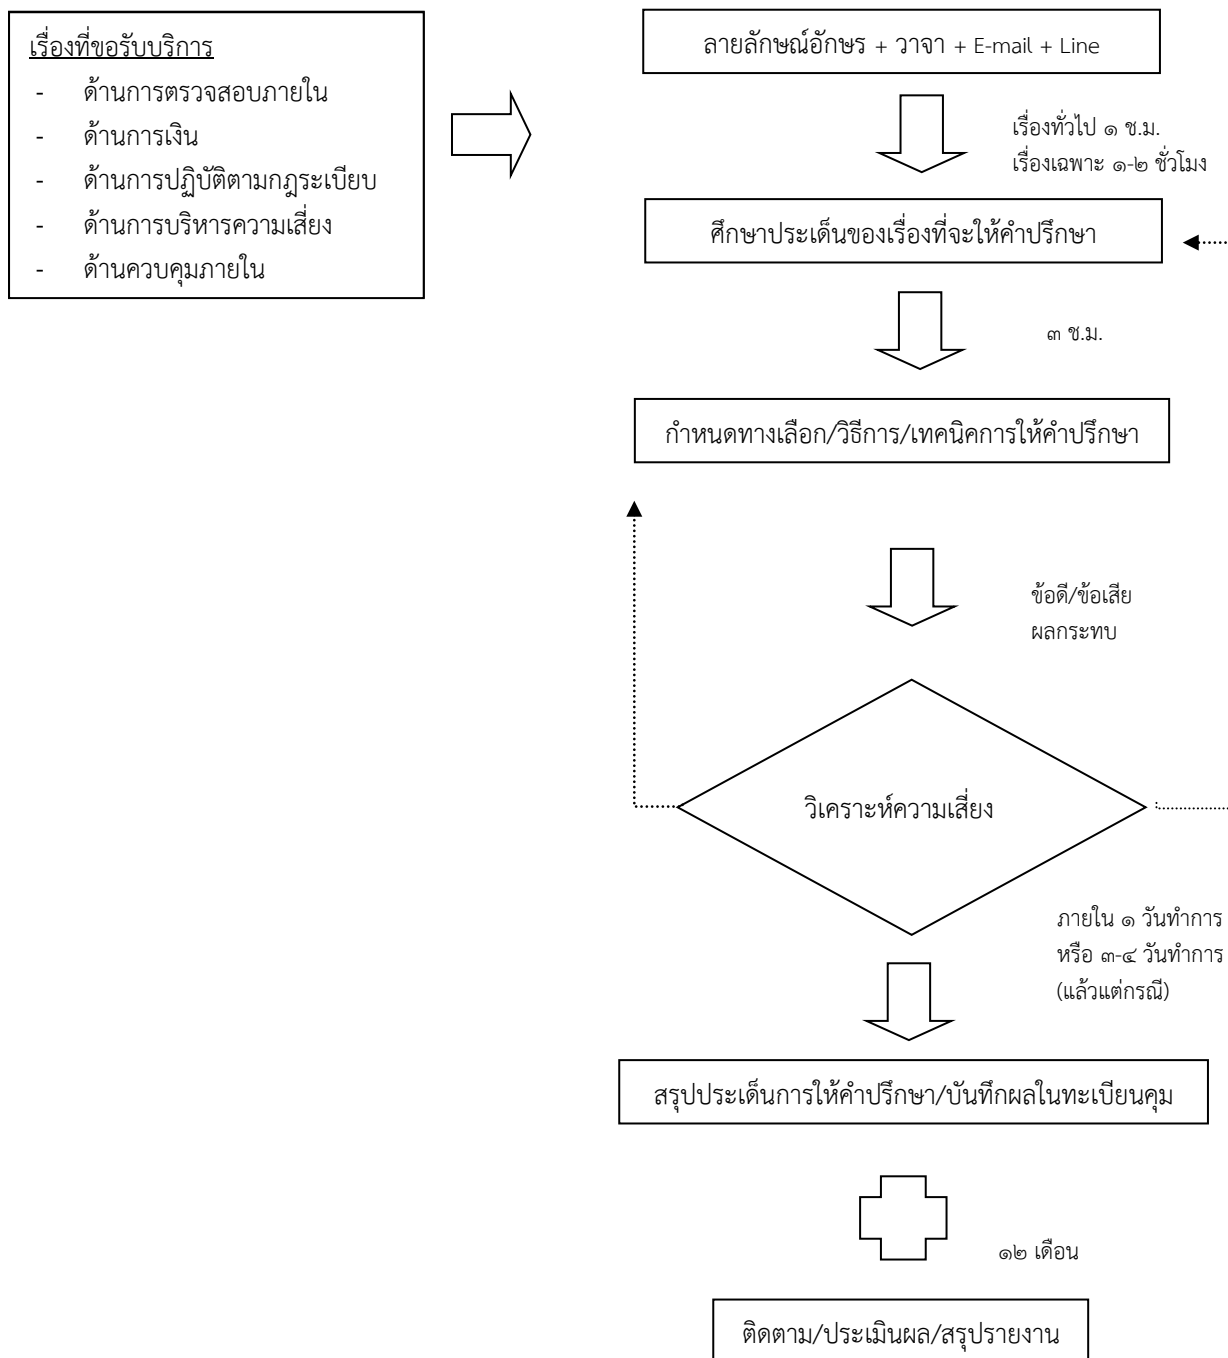 เรื่องที่ขอรับบริการ
- ด้านการตรวจสอบภายใน
- ด้านการเงิน
- ด้านการปฏิบัติตามกฎระเบียบ
- ด้านการบริหารความเสี่ยง
- ด้านควบคุมภายใน
ลายลักษณ์อักษร + วาจา + E-mail + Line
เรื่องทั่วไป ๑ ช.ม.
เรื่องเฉพาะ ๑-๒ ชั่วโมง
ศึกษาประเด็นของเรื่องที่จะให้คำปรึกษา
๓ ช.ม.
กำหนดทางเลือก/วิธีการ/เทคนิคการให้คำปรึกษา
ข้อดี/ข้อเสีย
ผลกระทบ
วิเคราะห์ความเสี่ยง
ภายใน ๑ วันทำการ
หรือ ๓-๔ วันทำการ
(แล้วแต่กรณี)
สรุปประเด็นการให้คำปรึกษา/บันทึกผลในทะเบียนคุม
๑๒ เดือน
ติดตาม/ประเมินผล/สรุปรายงาน